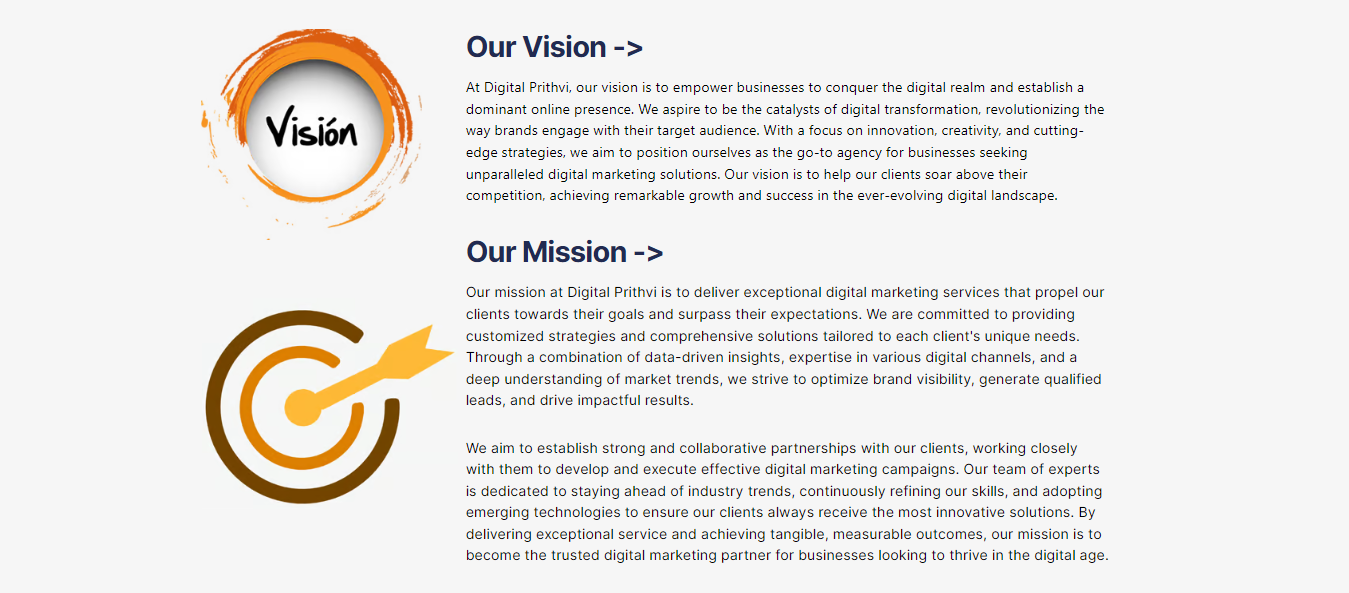 Visión
Our Vision ->
At Digital Prithvi, our vision is to empower businesses to conquer the digital realm and establish a
dominant online presence. We aspire to be the catalysts of digital transformation, revolutionizing the
way brands engage with their target audience. With a focus on innovation, creativity, and cutting-
edge strategies, we aim to position ourselves as the go-to agency for businesses seeking
unparalleled digital marketing solutions. Our vision is to help our clients soar above their
competition, achieving remarkable growth and success in the ever-evolving digital landscape.
Our Mission ->
Our mission at Digital Prithvi is to deliver exceptional digital marketing services that propel our
clients towards their goals and surpass their expectations. We are committed to providing
customized strategies and comprehensive solutions tailored to each client's unique needs.
Through a combination of data-driven insights, expertise in various digital channels, and a
deep understanding of market trends, we strive to optimize brand visibility, generate qualified
leads, and drive impactful results.
We aim to establish strong and collaborative partnerships with our clients, working closely
with them to develop and execute effective digital marketing campaigns. Our team of experts
is dedicated to staying ahead of industry trends, continuously refining our skills, and adopting
emerging technologies to ensure our clients always receive the most innovative solutions. By
delivering exceptional service and achieving tangible, measurable outcomes, our mission is to
become the trusted digital marketing partner for businesses looking to thrive in the digital age.